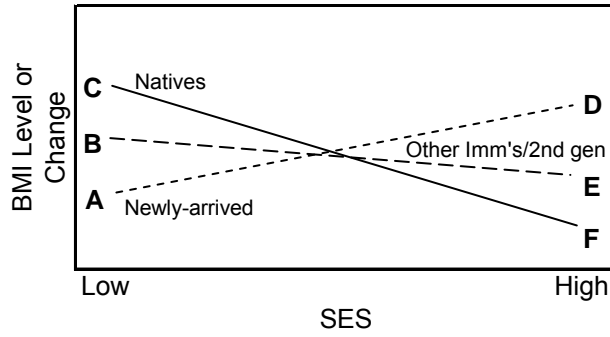 C
Natives
D
B
Other Imm's/2nd gen
E
A
Newly-arrived
F
BMI Level or
Change
Low
High
SES